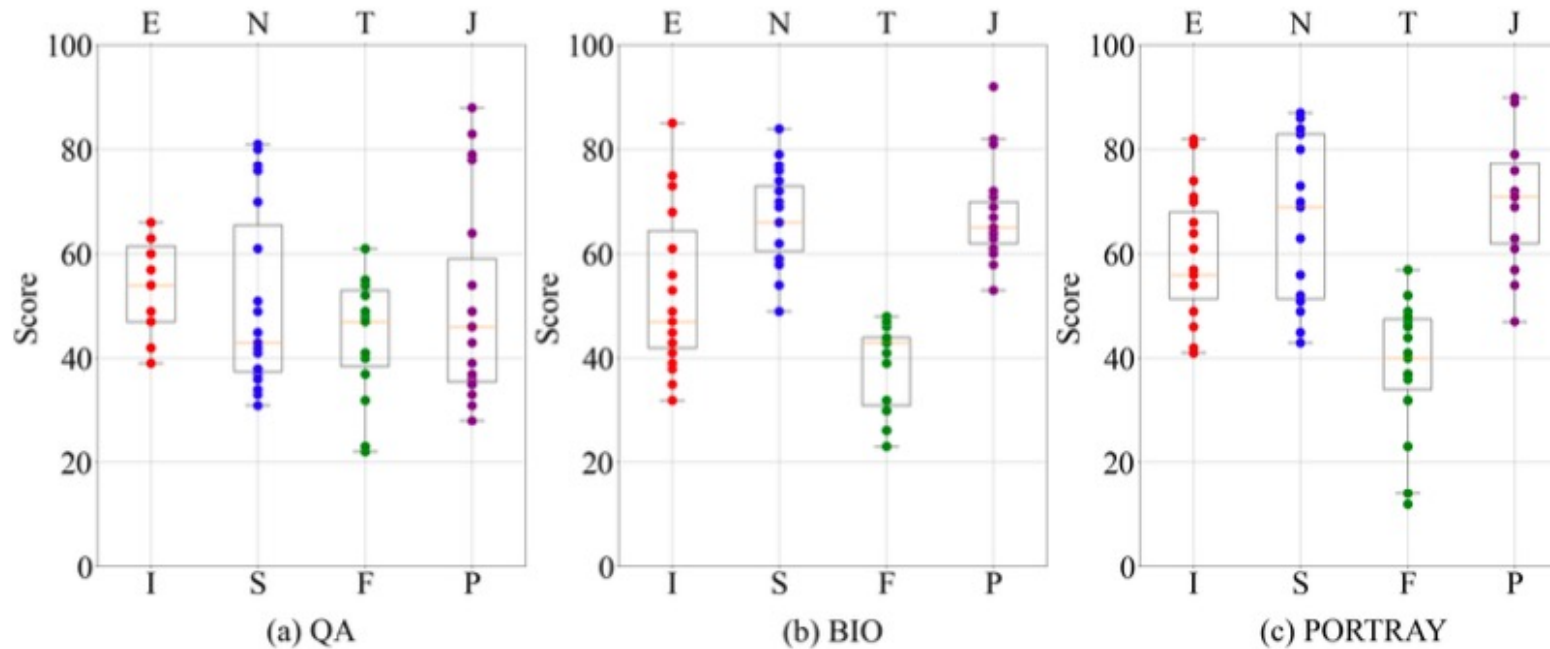 E N T J E N T J E N T J
100 100 100
80 80 80
60 60 60
Score Score Score
40 40 40
20 20 20
0 0 0
I S F P I S F P I S F P
(a) QA (b) BIO (c) PORTRAY